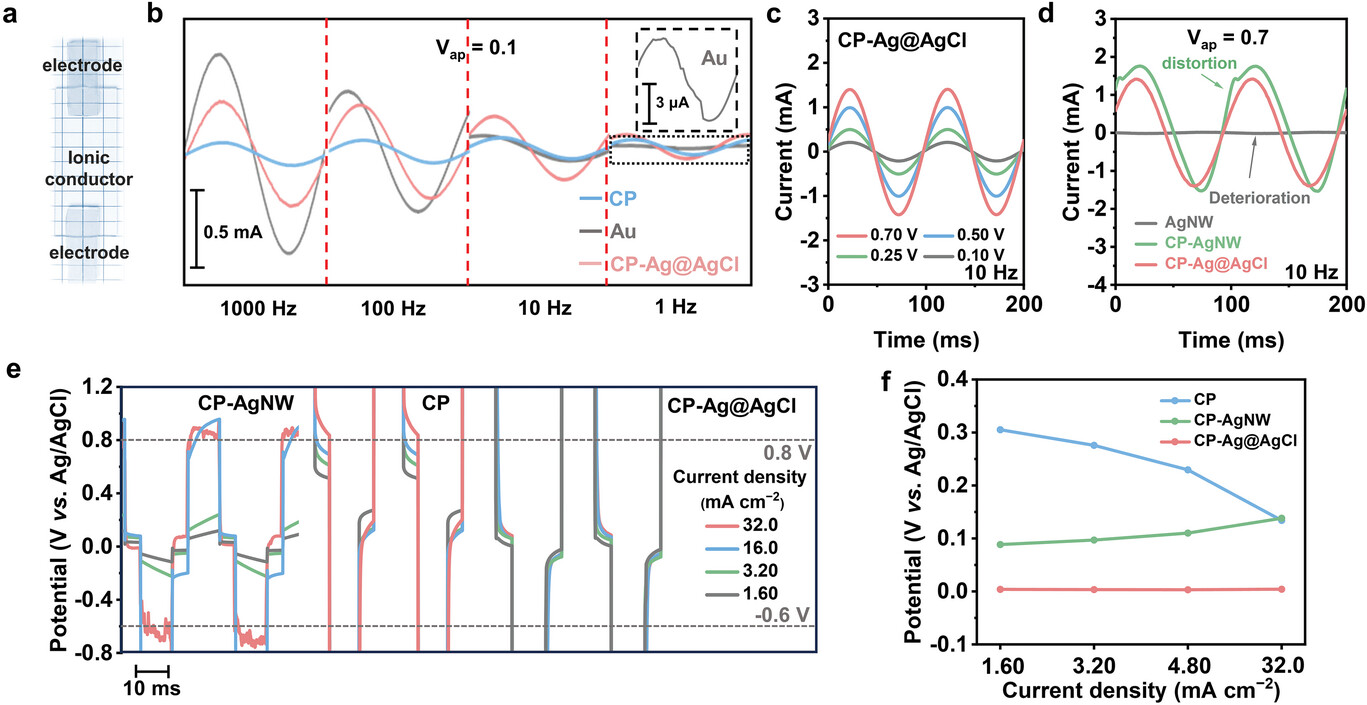 a
electrode
Ionic
conductor
electrode
b
V_ap = 0.1
Au
3 μA
0.5 mA
CP
Au
CP-Ag@AgCl
1000 Hz
100 Hz
10 Hz
1 Hz
c
CP-Ag@AgCl
Current (mA)
3
2
1
0
-1
-2
-3
0.70 V
0.50 V
0.25 V
0.10 V
10 Hz
0
100
200
Time (ms)
d
V_ap = 0.7
distortion
Deterioration
Current (mA)
4
3
2
1
0
-1
-2
-3
-4
AgNW
CP-AgNW
CP-Ag@AgCl
10 Hz
0
100
200
Time (ms)
e
Potential (V vs. Ag/AgCl)
1.2
0.8
0.4
0.0
-0.4
-0.8
CP-AgNW
CP
CP-Ag@AgCl
0.8 V
Current density
(mA cm⁻²)
32.0
16.0
3.20
1.60
-0.6 V
10 ms
f
Potential (V vs. Ag/AgCl)
0.4
0.3
0.2
0.1
0.0
-0.1
CP
CP-AgNW
CP-Ag@AgCl
1.60
3.20
4.80
32.0
Current density (mA cm⁻²)